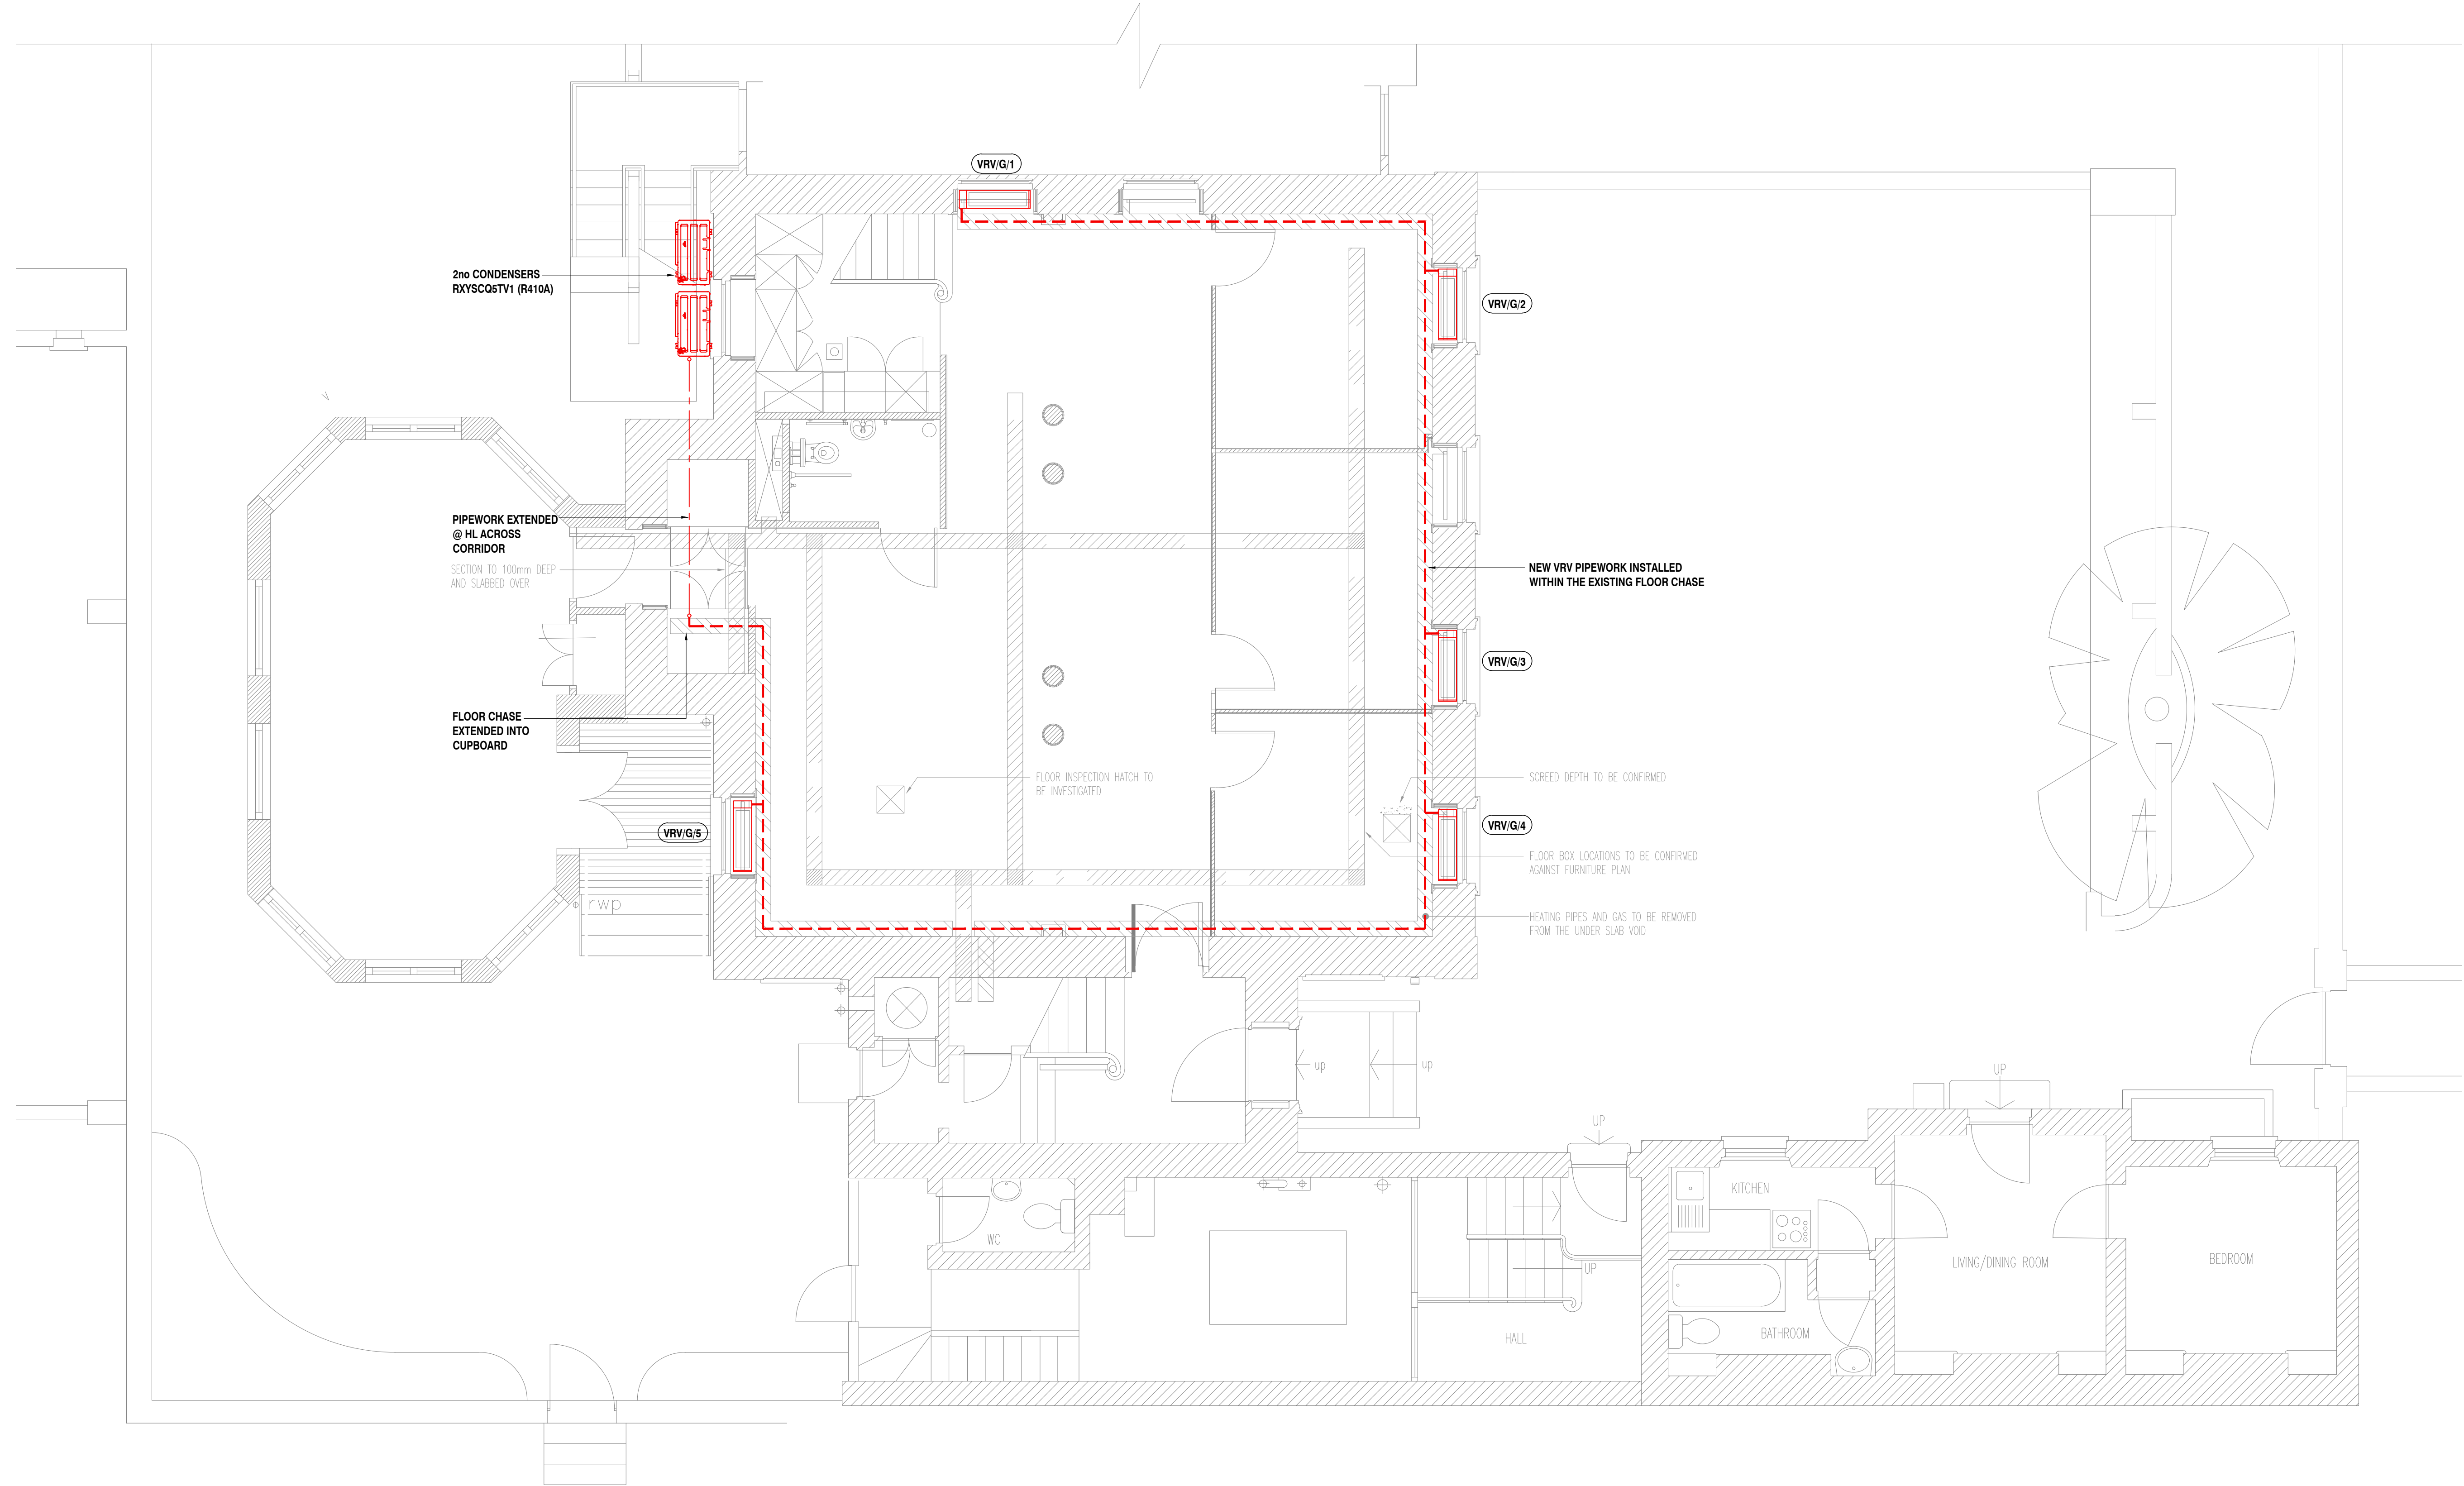 VRV/G/1
2no CONDENSERS
RXYSCQ5TV1 (R410A)
VRV/G/2
PIPEWORK EXTENDED
@ HL ACROSS
CORRIDOR
SECTION TO 100mm DEEP
AND SLABBED OVER
NEW VRV PIPEWORK INSTALLED
WITHIN THE EXISTING FLOOR CHASE
VRV/G/3
FLOOR CHASE
EXTENDED INTO
CUPBOARD
FLOOR INSPECTION HATCH TO
BE INVESTIGATED
SCREED DEPTH TO BE CONFIRMED
VRV/G/5
VRV/G/4
FLOOR BOX LOCATIONS TO BE CONFIRMED
AGAINST FURNITURE PLAN
rwp
HEATING PIPES AND GAS TO BE REMOVED
FROM THE UNDER SLAB VOID
up
up
UP
UP
KITCHEN
WC
UP
LIVING/DINING ROOM
BEDROOM
HALL
BATHROOM